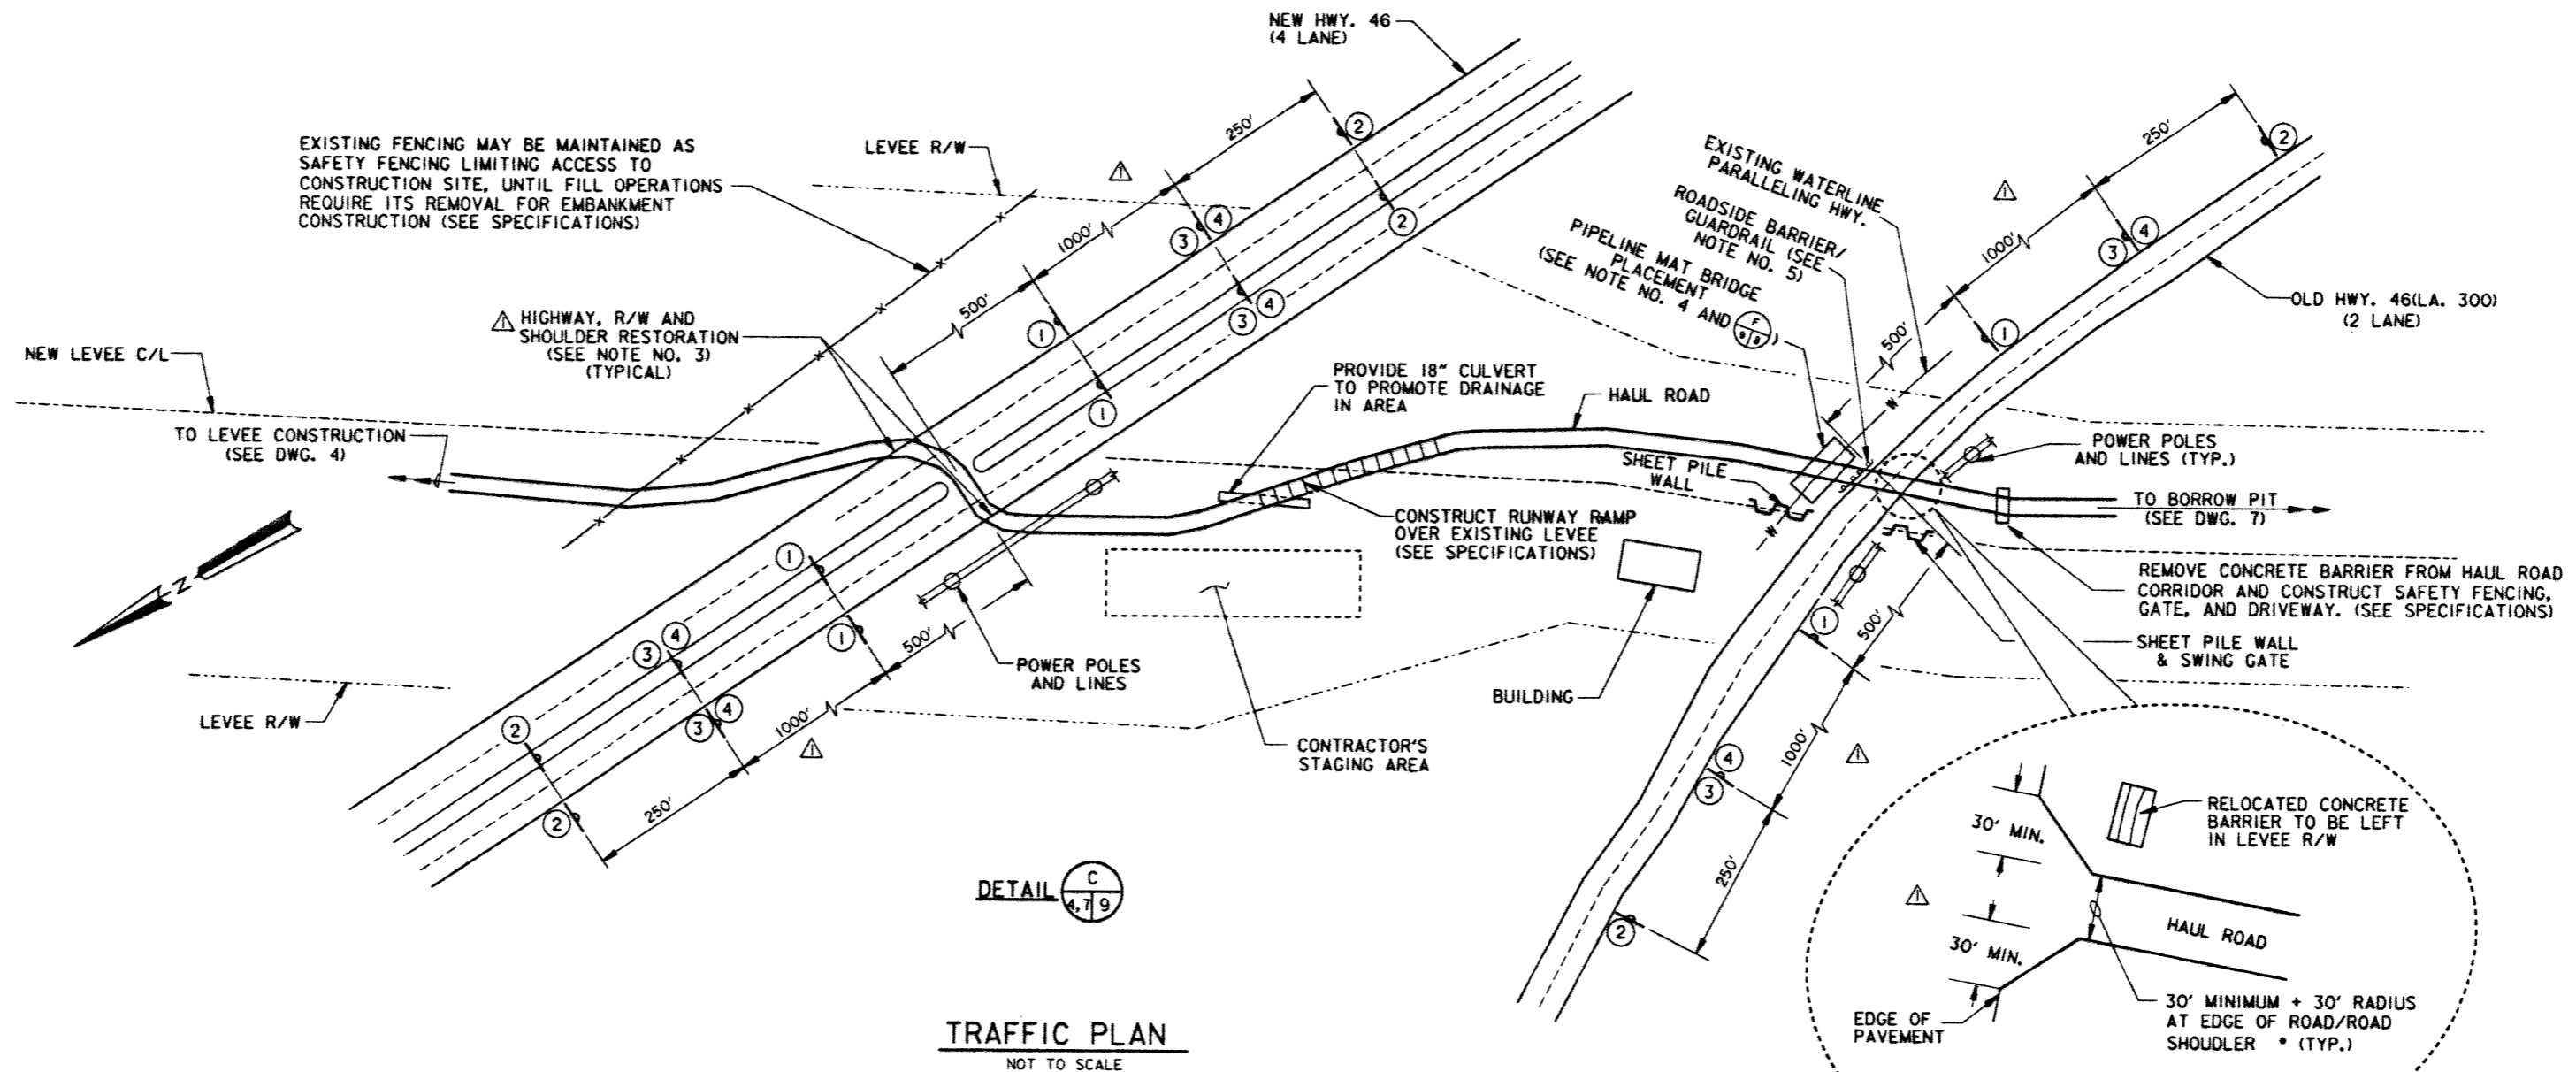 NEW HWY. 46
(4 LANE)
EXISTING FENCING MAY BE MAINTAINED AS
SAFETY FENCING LIMITING ACCESS TO
CONSTRUCTION SITE, UNTIL FILL OPERATIONS
REQUIRE ITS REMOVAL FOR EMBANKMENT
CONSTRUCTION (SEE SPECIFICATIONS)
LEVEE R/W
250'
2
2
1
1000'
3
4
3
4
500'
1
1
1 HIGHWAY, R/W AND
SHOULDER RESTORATION
(SEE NOTE NO. 3)
(TYPICAL)
NEW LEVEE C/L
TO LEVEE CONSTRUCTION
(SEE DWG. 4)
N
LEVEE R/W
1
1
500'
3
4
3
4
1000'
1
2
2
250'
POWER POLES
AND LINES
CONTRACTOR'S
STAGING AREA
PROVIDE 18" CULVERT
TO PROMOTE DRAINAGE
IN AREA
HAUL ROAD
CONSTRUCT RUNWAY RAMP
OVER EXISTING LEVEE
(SEE SPECIFICATIONS)
SHEET PILE
WALL
BUILDING
EXISTING WATERLINE
PARALLELING HWY.
ROADSIDE BARRIER/
GUARDRAIL (SEE
NOTE NO. 5)
PIPELINE MAT BRIDGE
PLACEMENT
(SEE NOTE NO. 4 AND F 9 8 )
W
W
250'
2
1
1000'
3
4
500'
1
OLD HWY. 46(LA. 300)
(2 LANE)
POWER POLES
AND LINES (TYP.)
TO BORROW PIT
(SEE DWG. 7)
REMOVE CONCRETE BARRIER FROM HAUL ROAD
CORRIDOR AND CONSTRUCT SAFETY FENCING,
GATE, AND DRIVEWAY. (SEE SPECIFICATIONS)
SHEET PILE WALL
& SWING GATE
1
500'
4
3
1000'
1
2
250'
30' MIN.
RELOCATED CONCRETE
BARRIER TO BE LEFT
IN LEVEE R/W
1
HAUL ROAD
30' MIN.
EDGE OF
PAVEMENT
30' MINIMUM + 30' RADIUS
AT EDGE OF ROAD/ROAD
SHOUDLER * (TYP.)
DETAIL C 4,7 9
TRAFFIC PLAN
NOT TO SCALE